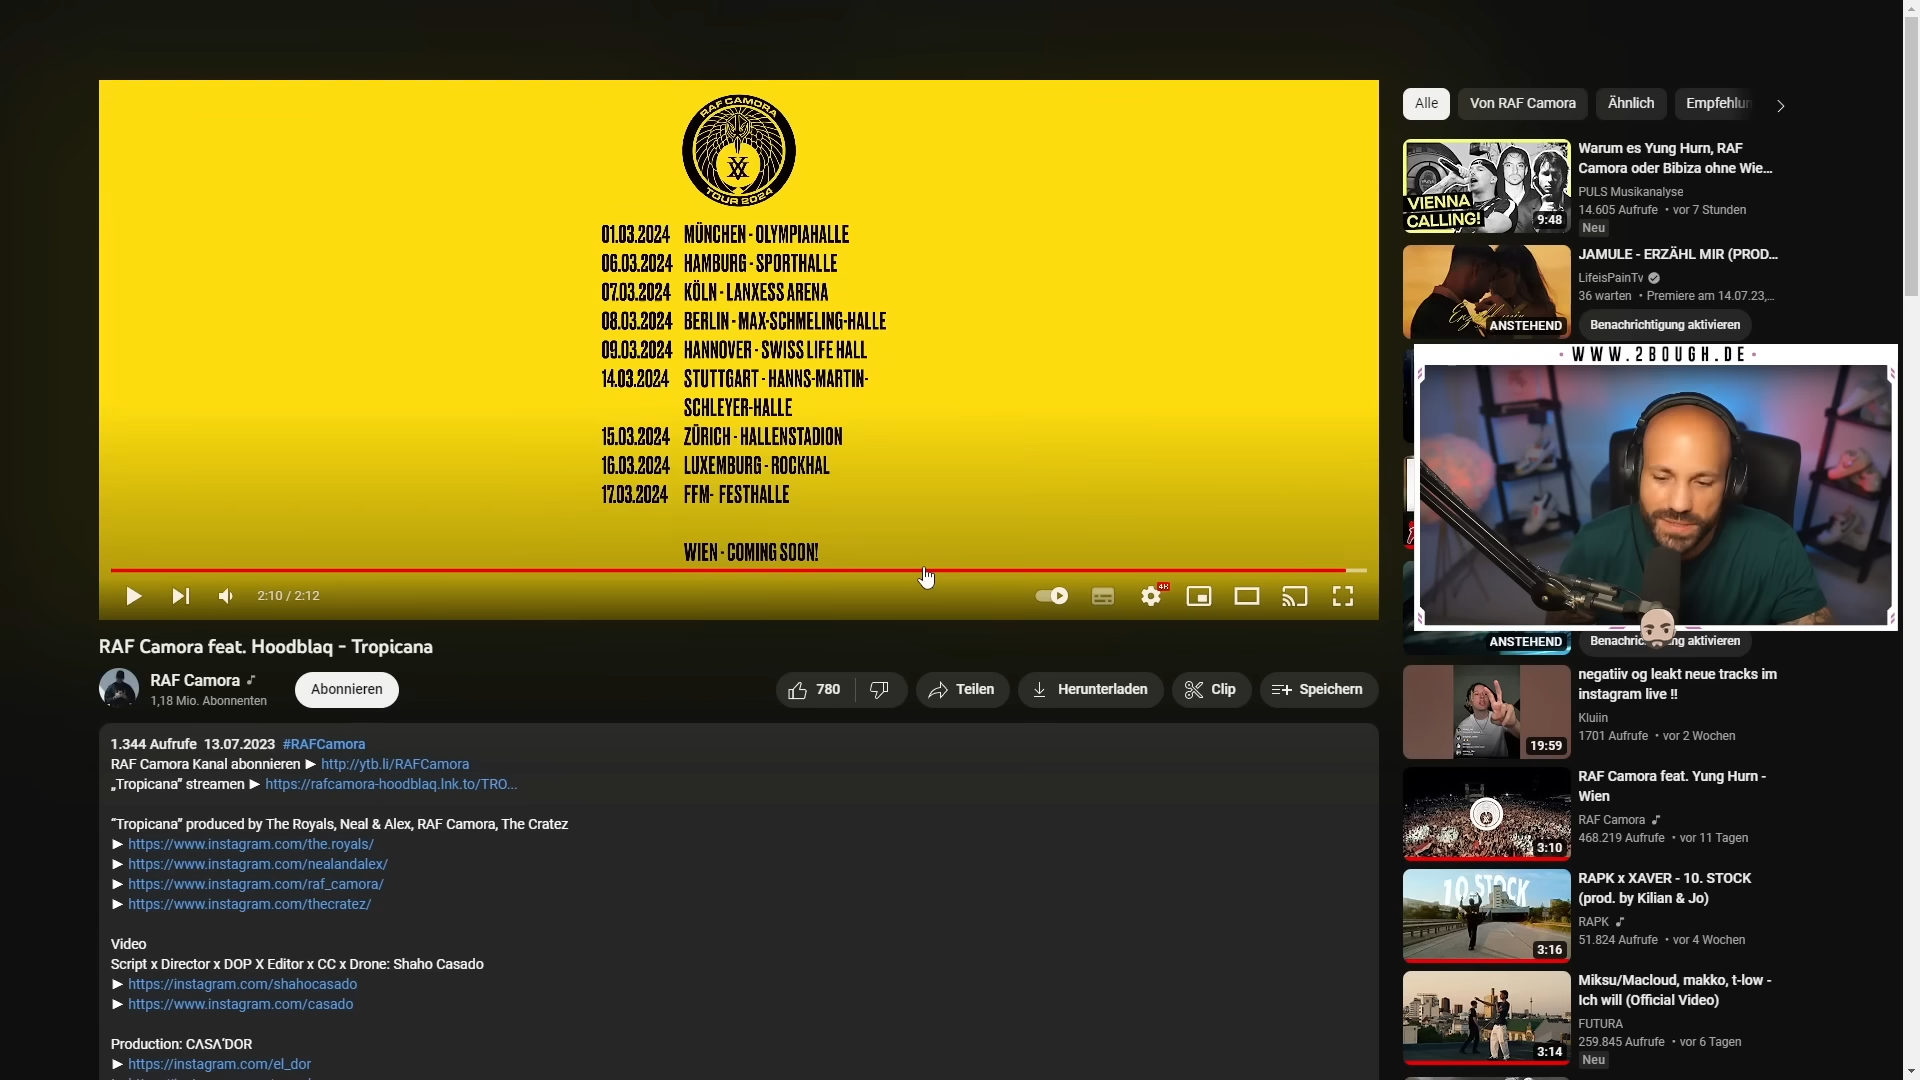 RAF CAMORA
TOUR 2024
01.03.2024 MÜNCHEN - OLYMPIAHALLE
06.03.2024 HAMBURG - SPORTHALLE
07.03.2024 KÖLN - LANXESS ARENA
08.03.2024 BERLIN - MAX-SCHMELING-HALLE
09.03.2024 HANNOVER - SWISS LIFE HALL
14.03.2024 STUTTGART - HANNS-MARTIN-
SCHLEYER-HALLE
15.03.2024 ZÜRICH - HALLENSTADION
16.03.2024 LUXEMBURG - ROCKHAL
17.03.2024 FFM- FESTHALLE
WIEN - COMING SOON!
2:10 / 2:12
4K
RAF Camora feat. Hoodblaq - Tropicana
RAF Camora
1,18 Mio. Abonnenten
Abonnieren
780
Teilen
Herunterladen
Clip
Speichern
1.344 Aufrufe 13.07.2023 #RAFCamora
RAF Camora Kanal abonnieren ► http://ytb.li/RAFCamora
„Tropicana” streamen ► https://rafcamora-hoodblaq.lnk.to/TRO...
“Tropicana” produced by The Royals, Neal & Alex, RAF Camora, The Cratez
► https://www.instagram.com/the.royals/
► https://www.instagram.com/nealandalex/
► https://www.instagram.com/raf_camora/
► https://www.instagram.com/thecratez/
Video
Script x Director x DOP X Editor x CC x Drone: Shaho Casado
► https://instagram.com/shahocasado
► https://www.instagram.com/casado
Production: CΛSΛ’DOR
► https://instagram.com/el_dor
Alle
Von RAF Camora
Ähnlich
VIENNA
CALLING!
9:48
Warum es Yung Hurn, RAF
Camora oder Bibiza ohne Wie...
PULS Musikanalyse
14.605 Aufrufe • vor 7 Stunden
Neu
ANSTEHEND
JAMULE - ERZÄHL MIR (PROD...
LifeisPainTv
36 warten • Premiere am 14.07.23,...
Benachrichtigung aktivieren
• WWW.2BOUGH.DE •
ANSTEHEND
aktivieren
19:59
negatiiv og leakt neue tracks im
instagram live !!
Kluiin
1701 Aufrufe • vor 2 Wochen
3:10
RAF Camora feat. Yung Hurn -
Wien
RAF Camora
468.219 Aufrufe • vor 11 Tagen
10. STOCK
3:16
RAPK x XAVER - 10. STOCK
(prod. by Kilian & Jo)
RAPK
51.824 Aufrufe • vor 4 Wochen
3:14
Miksu/Macloud, makko, t-low -
Ich will (Official Video)
FUTURA
259.845 Aufrufe • vor 6 Tagen
Neu